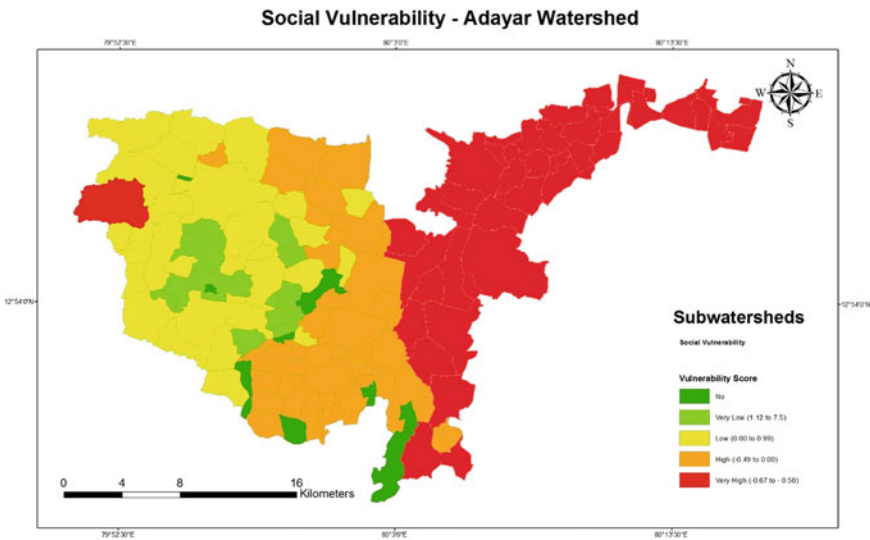 Social Vulnerability - Adayar Watershed
79°52'30"E 80°3'0"E 80°13'30"E
N
W E
S
12°54'0"N 12°54'0"N
Subwatersheds
Social Vulnerability
Vulnerability Score
No
Very Low (1.12 to 7.5)
Low (0.00 to 0.99)
High (-0.49 to 0.00)
Very High (-0.67 to - 0.50)
0 4 8 16
Kilometers
79°52'30"E 80°3'0"E 80°13'30"E